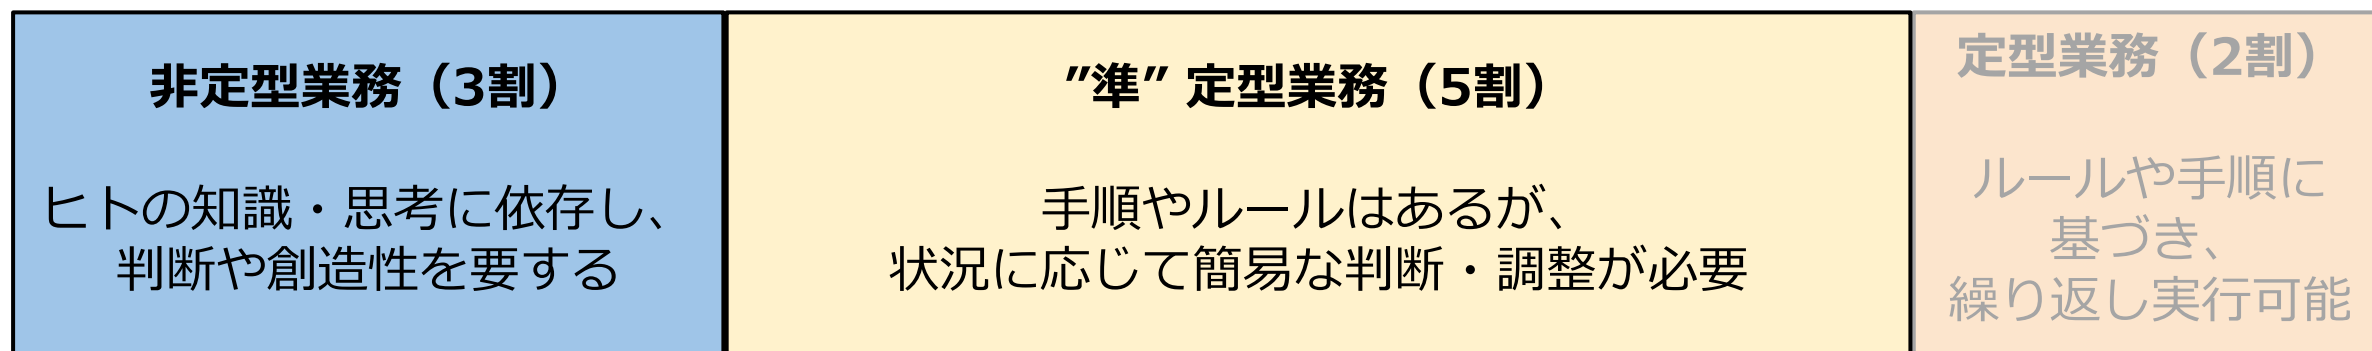 非定型業務（3割）
ヒトの知識・思考に依存し、
判断や創造性を要する
”準” 定型業務（5割）
手順やルールはあるが、
状況に応じて簡易な判断・調整が必要
定型業務（2割）
ルールや手順に
基づき、
繰り返し実行可能